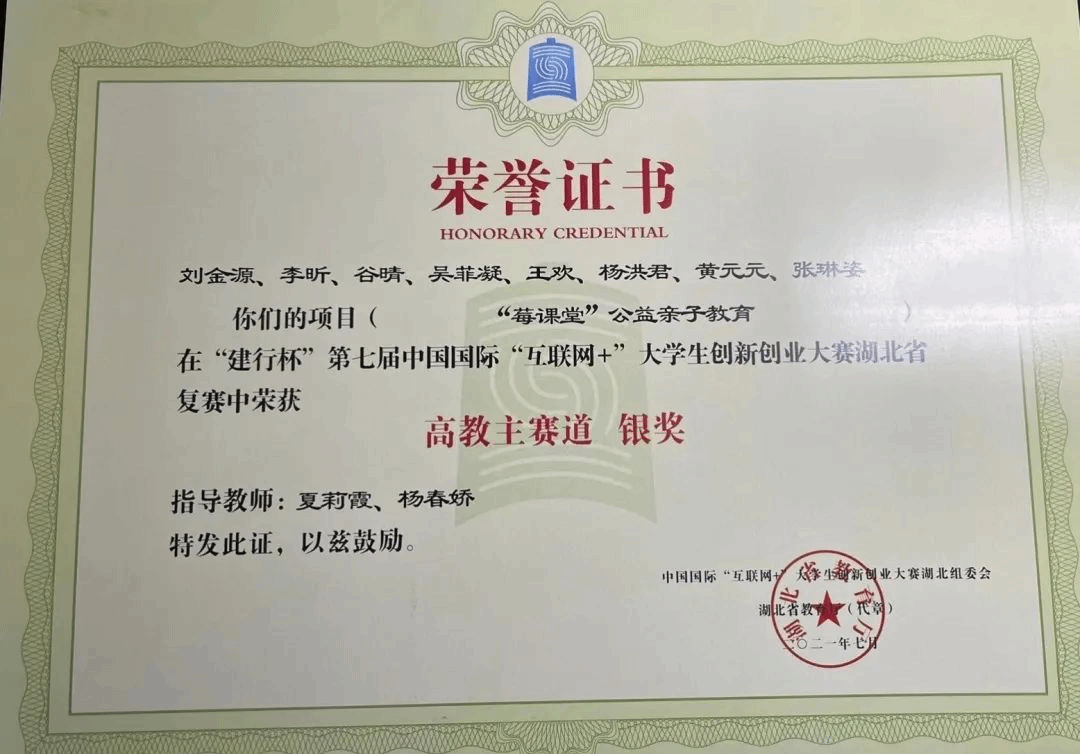 荣誉证书
HONORARY CREDENTIAL
刘金源、李昕、谷晴、吴菲凝、王欢、杨洪君、黄元元、张琳姿
你们的项目（ “莓课堂”公益亲子教育 ）
在“建行杯”第七届中国国际“互联网+”大学生创新创业大赛湖北省
复赛中荣获
高教主赛道 银奖
指导教师：夏莉霞、杨春娇
特发此证，以兹鼓励。
中国国际“互联网+”大学生创新创业大赛湖北组委会
湖北省教育厅（代章）
二〇二一年七月
湖北省教育厅